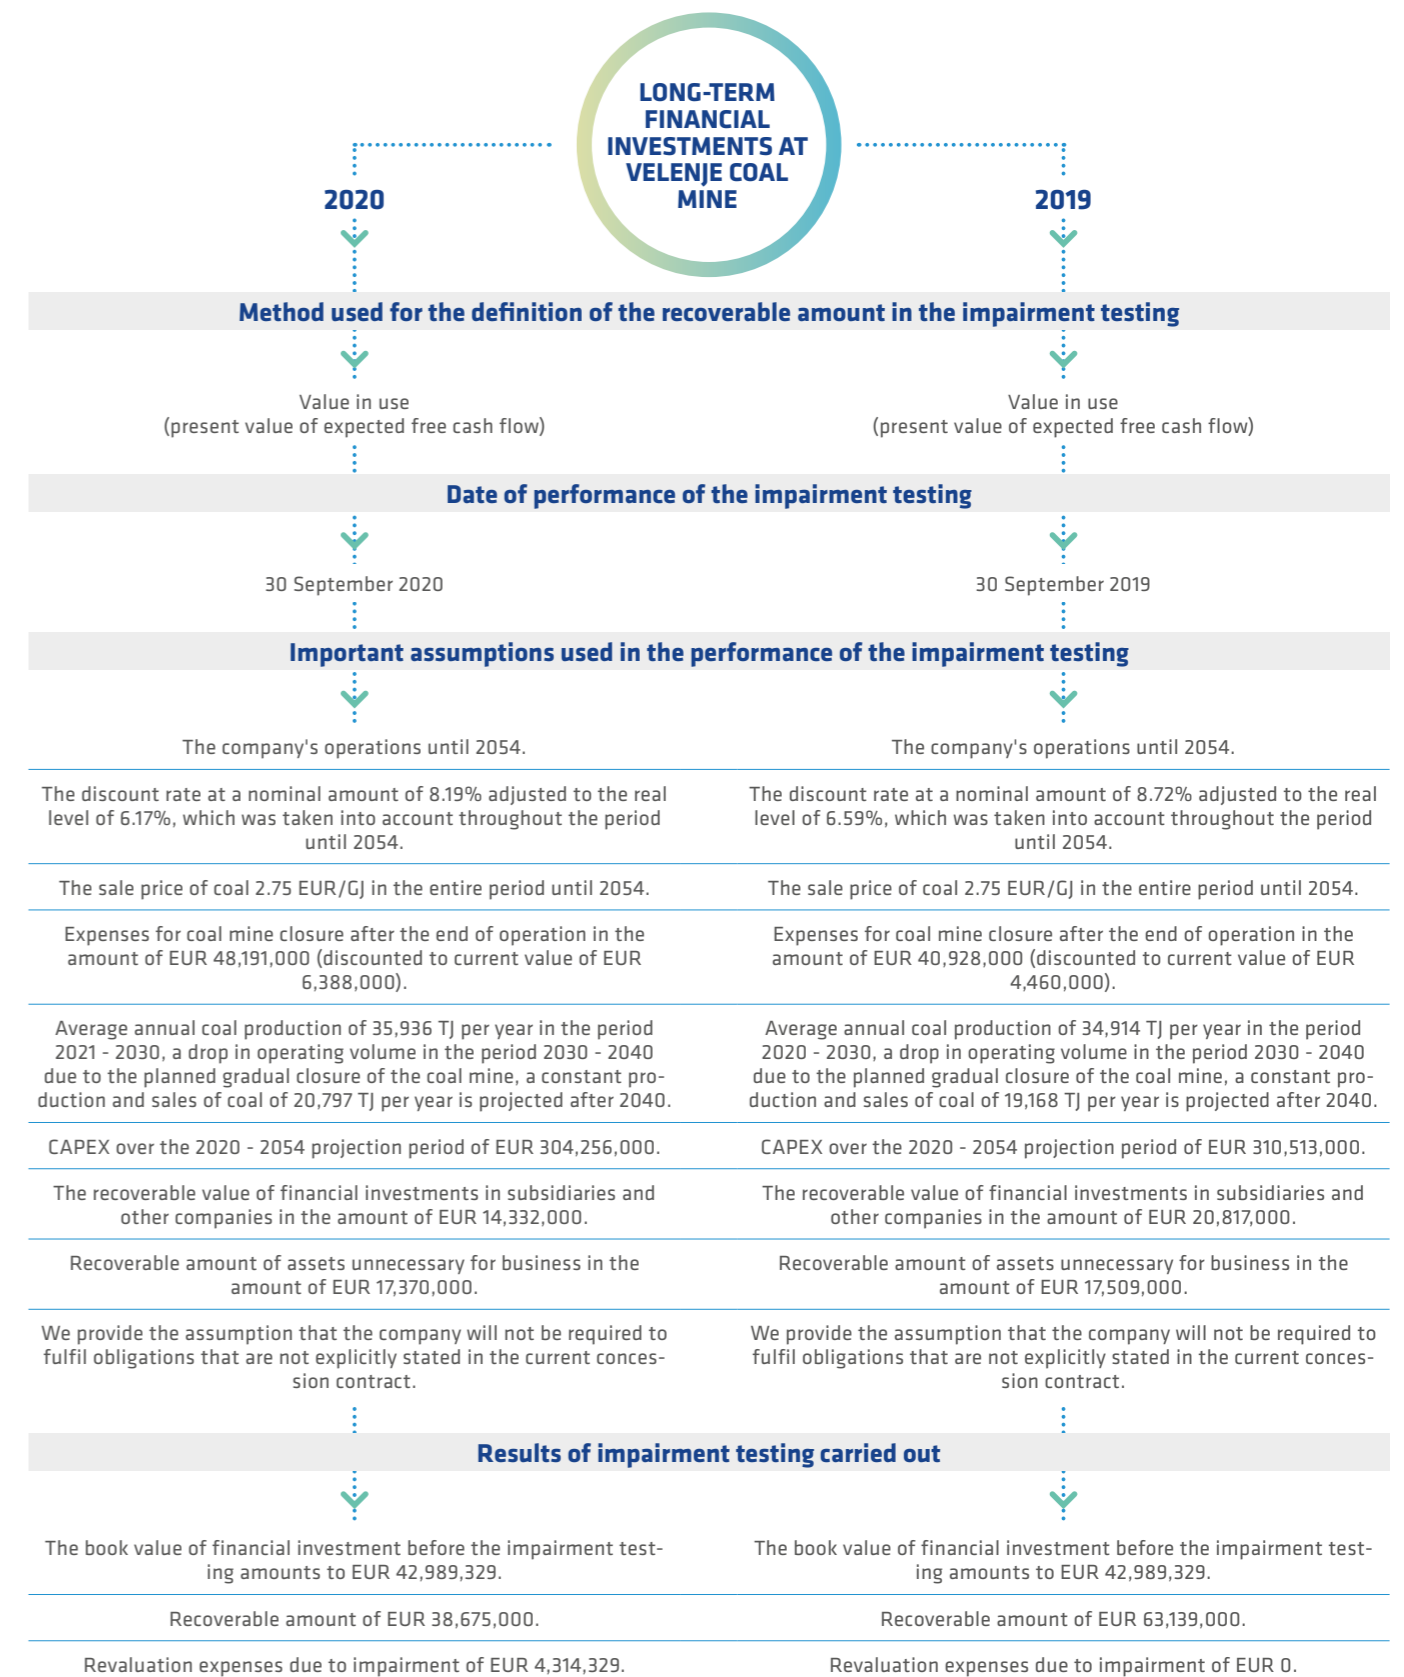 LONG-TERM
FINANCIAL
INVESTMENTS AT
VELENJE COAL
MINE
2020
2019
Method used for the definition of the recoverable amount in the impairment testing
Value in use
(present value of expected free cash flow)
Value in use
(present value of expected free cash flow)
Date of performance of the impairment testing
30 September 2020
30 September 2019
Important assumptions used in the performance of the impairment testing
The company's operations until 2054.
The company's operations until 2054.
The discount rate at a nominal amount of 8.19% adjusted to the real
level of 6.17%, which was taken into account throughout the period
until 2054.
The discount rate at a nominal amount of 8.72% adjusted to the real
level of 6.59%, which was taken into account throughout the period
until 2054.
The sale price of coal 2.75 EUR/GJ in the entire period until 2054.
The sale price of coal 2.75 EUR/GJ in the entire period until 2054.
Expenses for coal mine closure after the end of operation in the
amount of EUR 48,191,000 (discounted to current value of EUR
6,388,000).
Expenses for coal mine closure after the end of operation in the
amount of EUR 40,928,000 (discounted to current value of EUR
4,460,000).
Average annual coal production of 35,936 TJ per year in the period
2021 - 2030, a drop in operating volume in the period 2030 - 2040
due to the planned gradual closure of the coal mine, a constant pro-
duction and sales of coal of 20,797 TJ per year is projected after 2040.
Average annual coal production of 34,914 TJ per year in the period
2020 - 2030, a drop in operating volume in the period 2030 - 2040
due to the planned gradual closure of the coal mine, a constant pro-
duction and sales of coal of 19,168 TJ per year is projected after 2040.
CAPEX over the 2020 - 2054 projection period of EUR 304,256,000.
CAPEX over the 2020 - 2054 projection period of EUR 310,513,000.
The recoverable value of financial investments in subsidiaries and
other companies in the amount of EUR 14,332,000.
The recoverable value of financial investments in subsidiaries and
other companies in the amount of EUR 20,817,000.
Recoverable amount of assets unnecessary for business in the
amount of EUR 17,370,000.
Recoverable amount of assets unnecessary for business in the
amount of EUR 17,509,000.
We provide the assumption that the company will not be required to
fulfil obligations that are not explicitly stated in the current conces-
sion contract.
We provide the assumption that the company will not be required to
fulfil obligations that are not explicitly stated in the current conces-
sion contract.
Results of impairment testing carried out
The book value of financial investment before the impairment test-
ing amounts to EUR 42,989,329.
The book value of financial investment before the impairment test-
ing amounts to EUR 42,989,329.
Recoverable amount of EUR 38,675,000.
Recoverable amount of EUR 63,139,000.
Revaluation expenses due to impairment of EUR 4,314,329.
Revaluation expenses due to impairment of EUR 0.